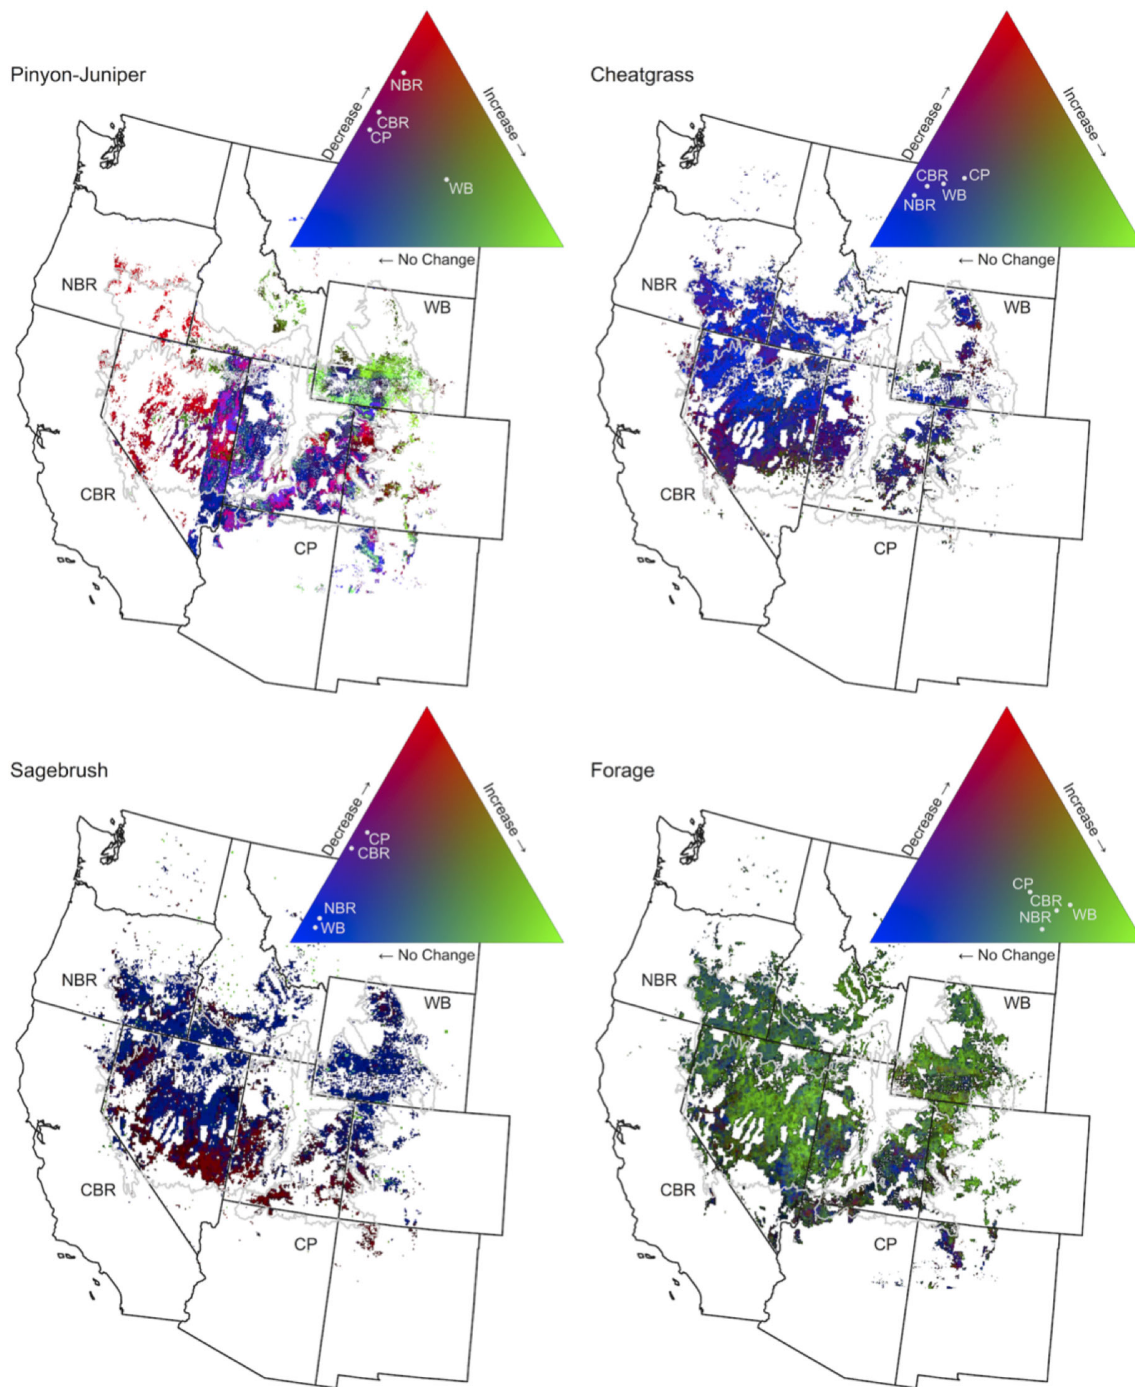 Pinyon-Juniper
Decrease →
Increase →
← No Change
NBR
CBR
CP
WB
NBR
WB
CBR
CP
Cheatgrass
Decrease →
Increase →
← No Change
CBR
CP
WB
NBR
NBR
WB
CBR
CP
Sagebrush
Decrease →
Increase →
← No Change
CP
CBR
NBR
WB
NBR
WB
CBR
CP
Forage
Decrease →
Increase →
← No Change
CP
CBR
NBR
WB
NBR
WB
CBR
CP